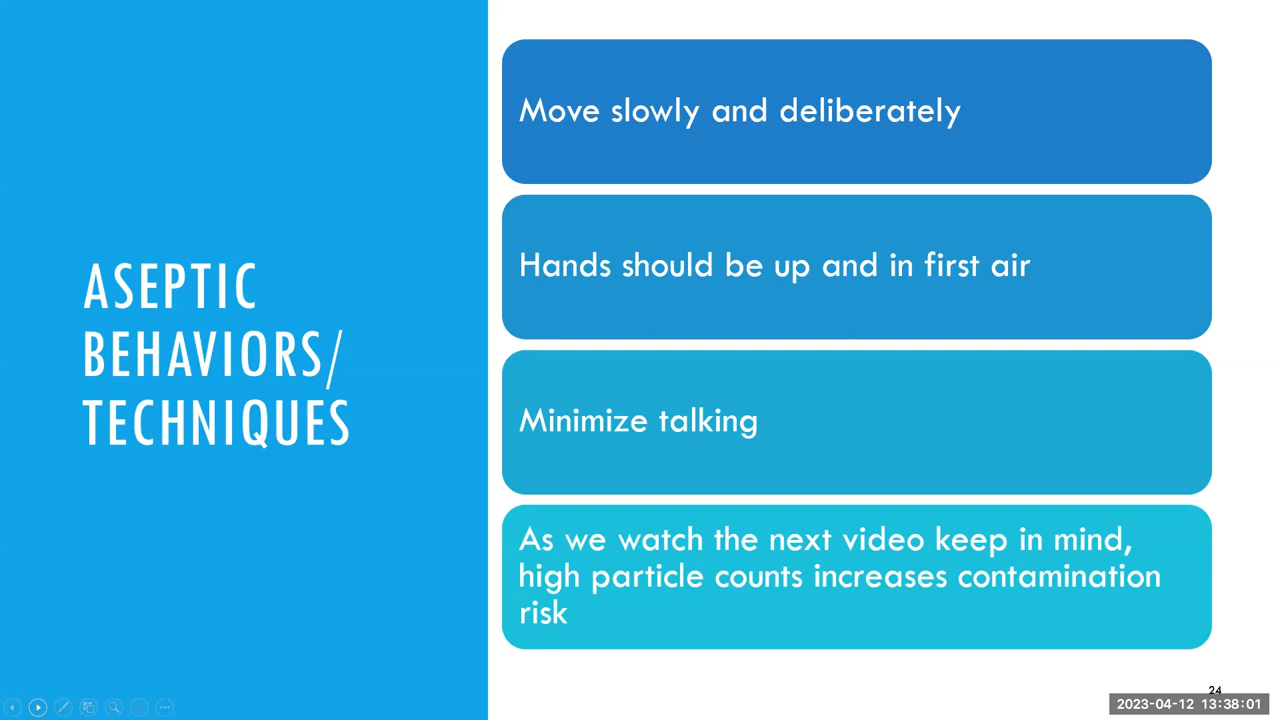 ASEPTIC
BEHAVIORS/
TECHNIQUES
Move slowly and deliberately
Hands should be up and in first air
Minimize talking
As we watch the next video keep in mind,
high particle counts increases contamination
risk
24
2023-04-12 13:38:01